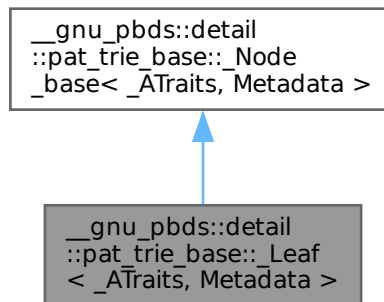 __gnu_pbds::detail
::pat_trie_base::_Node
_base< _ATraits, Metadata >
__gnu_pbds::detail
::pat_trie_base::_Leaf
< _ATraits, Metadata >